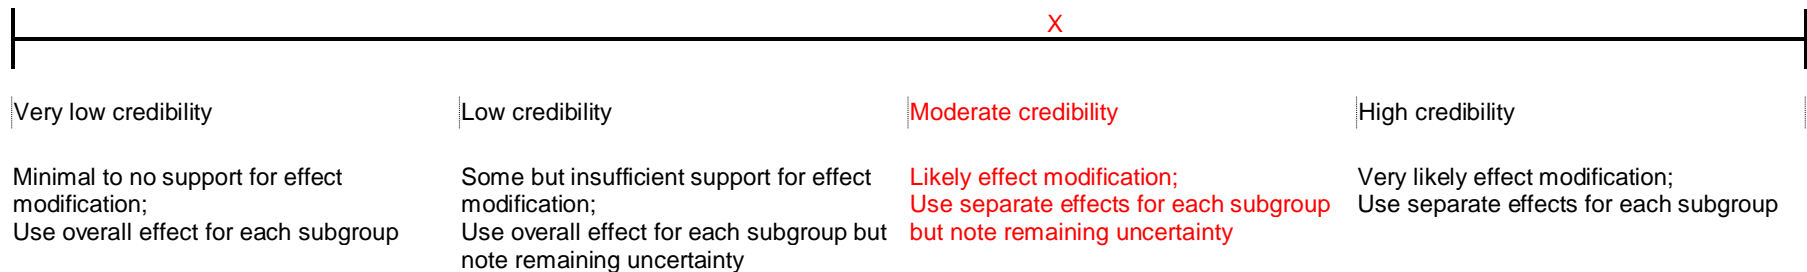 X
Very low credibility
Low credibility
Moderate credibility
High credibility
Minimal to no support for effect
modification;
Use overall effect for each subgroup
Some but insufficient support for effect
modification;
Use overall effect for each subgroup but
note remaining uncertainty
Likely effect modification;
Use separate effects for each subgroup
but note remaining uncertainty
Very likely effect modification;
Use separate effects for each subgroup